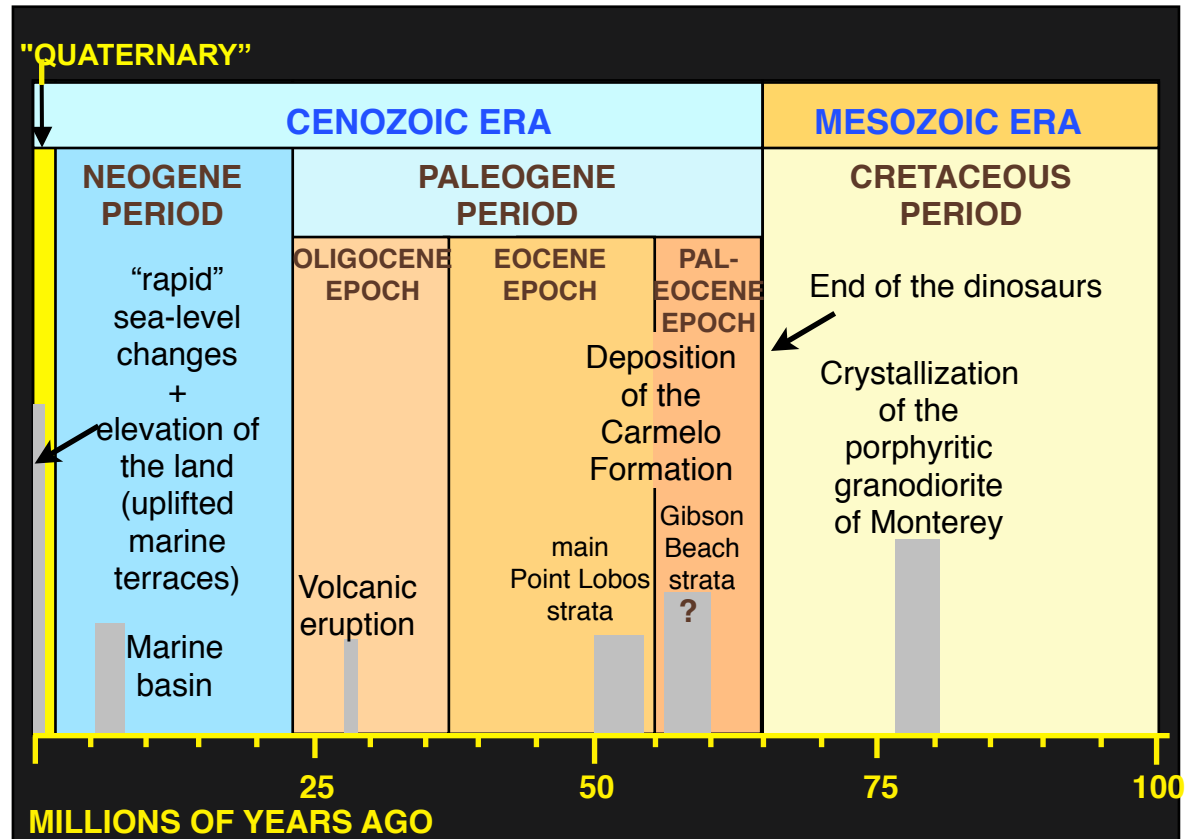 "QUATERNARY”
CENOZOIC ERA
MESOZOIC ERA
NEOGENE
PERIOD
PALEOGENE
PERIOD
CRETACEOUS
PERIOD
OLIGOCENE
EPOCH
EOCENE
EPOCH
PAL-
EOCENE
EPOCH
“rapid”
sea-level
changes
+
elevation of
the land
(uplifted
marine
terraces)
Marine
basin
Volcanic
eruption
Deposition
of the
Carmelo
Formation
main
Point Lobos
strata
Gibson
Beach
strata
?
End of the dinosaurs
Crystallization
of the
porphyritic
granodiorite
of Monterey
25
50
75
100
MILLIONS OF YEARS AGO